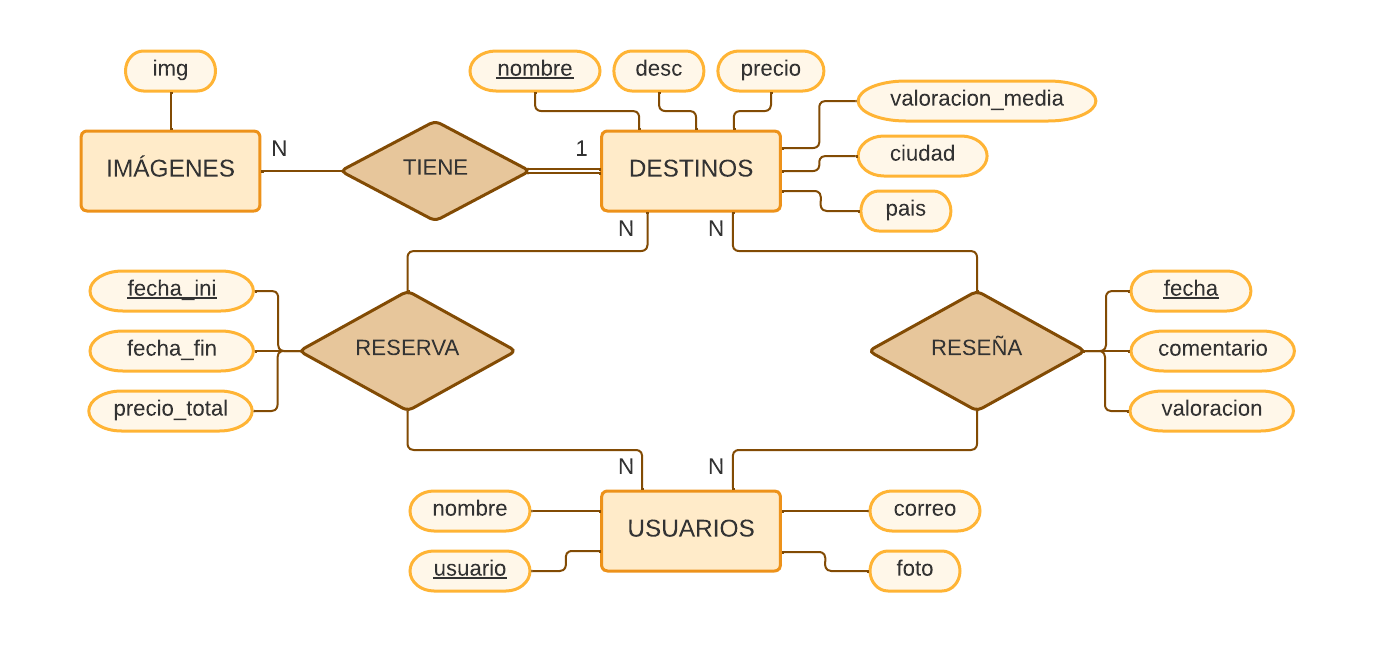 img
nombre
desc
precio
valoracion_media
IMÁGENES
N
TIENE
1
DESTINOS
ciudad
pais
N
N
fecha_ini
fecha_fin
precio_total
RESERVA
RESEÑA
fecha
comentario
valoracion
N
N
nombre
usuario
USUARIOS
correo
foto